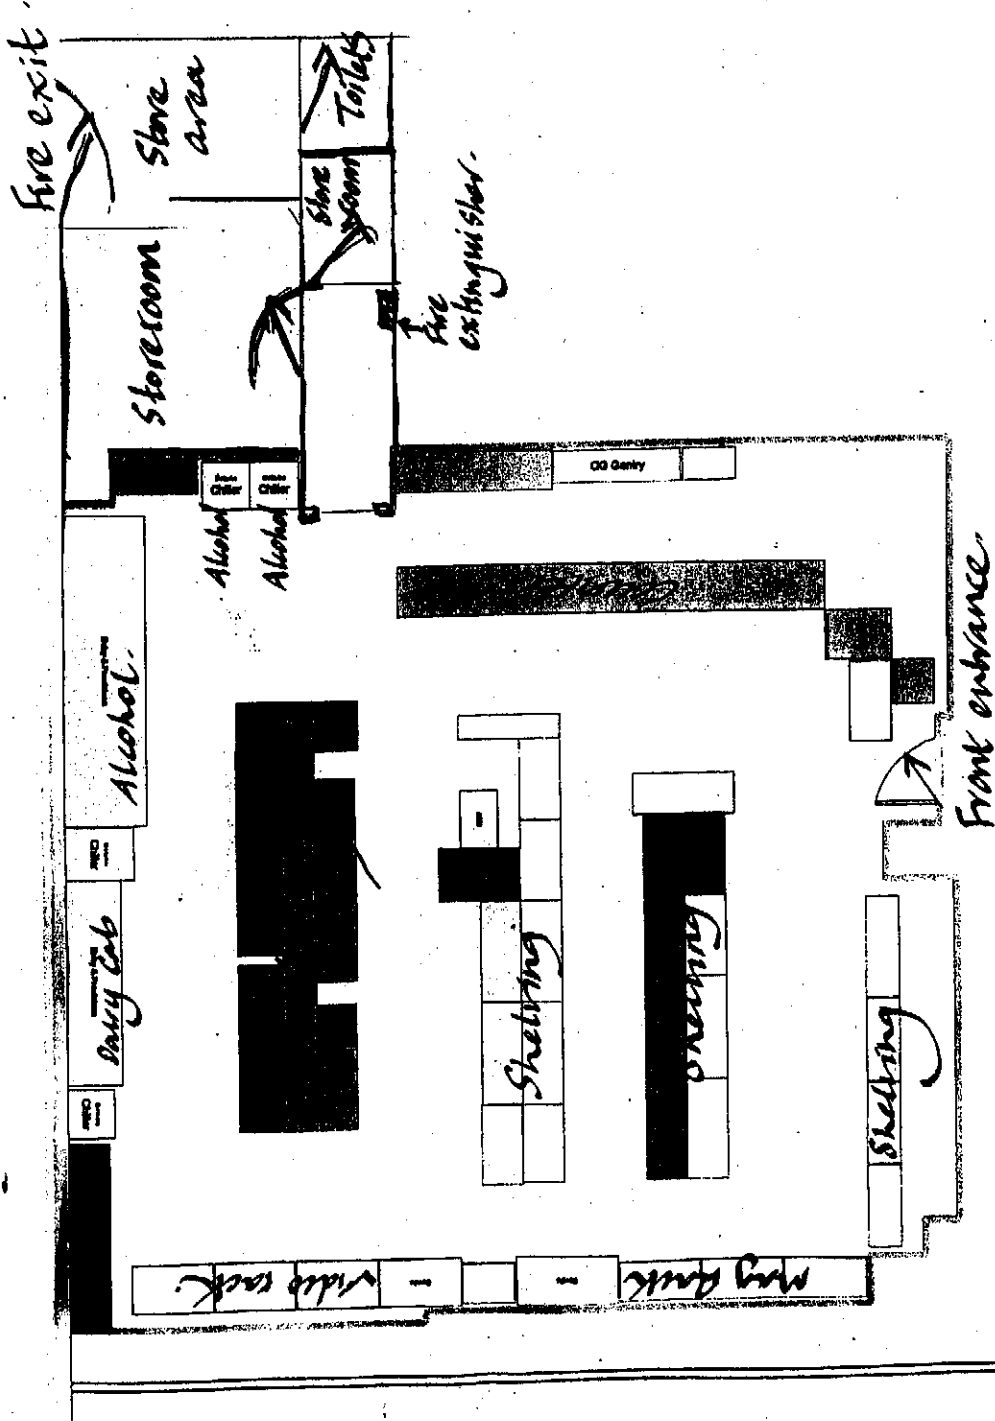 Fire exit.
Store
area
Toilets
Store
room
Storeroom
Fire
extinguisher.
Chiller
Chiller
Alcohol
Alcohol
CIG Gantry
Alcohol.
Chiller
Dairy Cab
Chiller
Shelving
Shelving
Shelving
Front entrance.
Video rack
Mag Rack